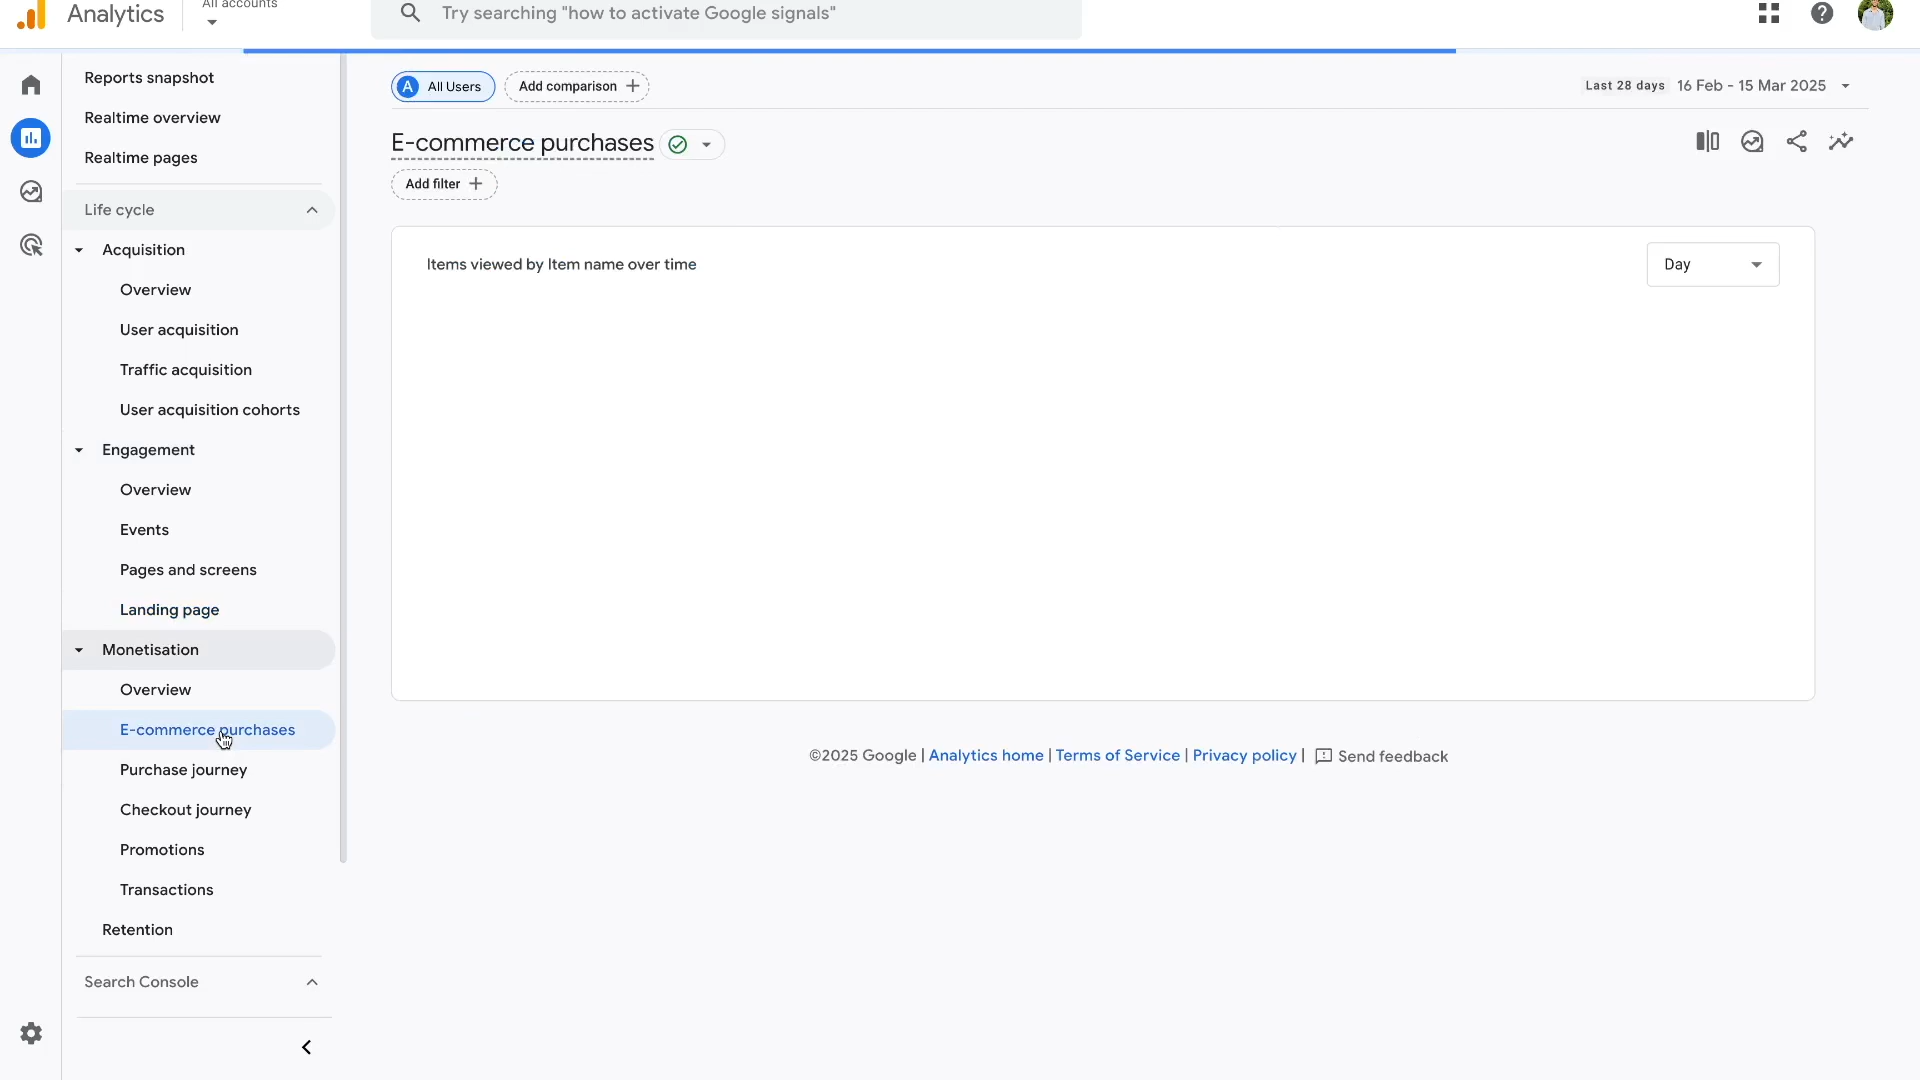 Analytics
All accounts
Try searching "how to activate Google signals"
Reports snapshot
Realtime overview
Realtime pages
Life cycle
Acquisition
Overview
User acquisition
Traffic acquisition
User acquisition cohorts
Engagement
Overview
Events
Pages and screens
Landing page
Monetisation
Overview
E-commerce purchases
Purchase journey
Checkout journey
Promotions
Transactions
Retention
Search Console
A All Users
Add comparison
Last 28 days 16 Feb - 15 Mar 2025
E-commerce purchases
Add filter
Items viewed by Item name over time
Day
©2025 Google | Analytics home | Terms of Service | Privacy policy | Send feedback